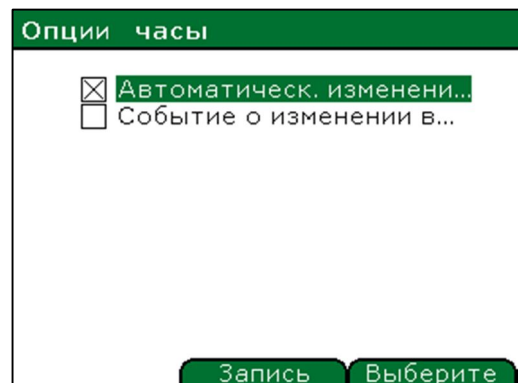 Опции часы
Автоматическ. изменени...
Событие о изменении в...
Запись Выберите